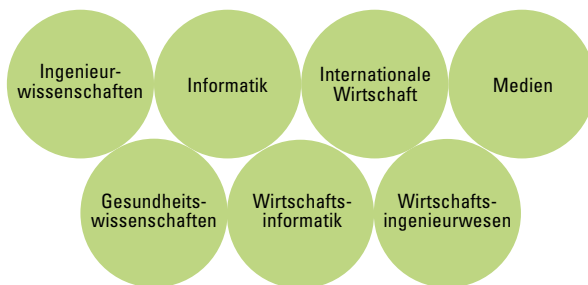 Ingenieur-
wissenschaften
Informatik
Internationale
Wirtschaft
Medien
Gesundheits-
wissenschaften
Wirtschafts-
informatik
Wirtschafts-
ingenieurwesen